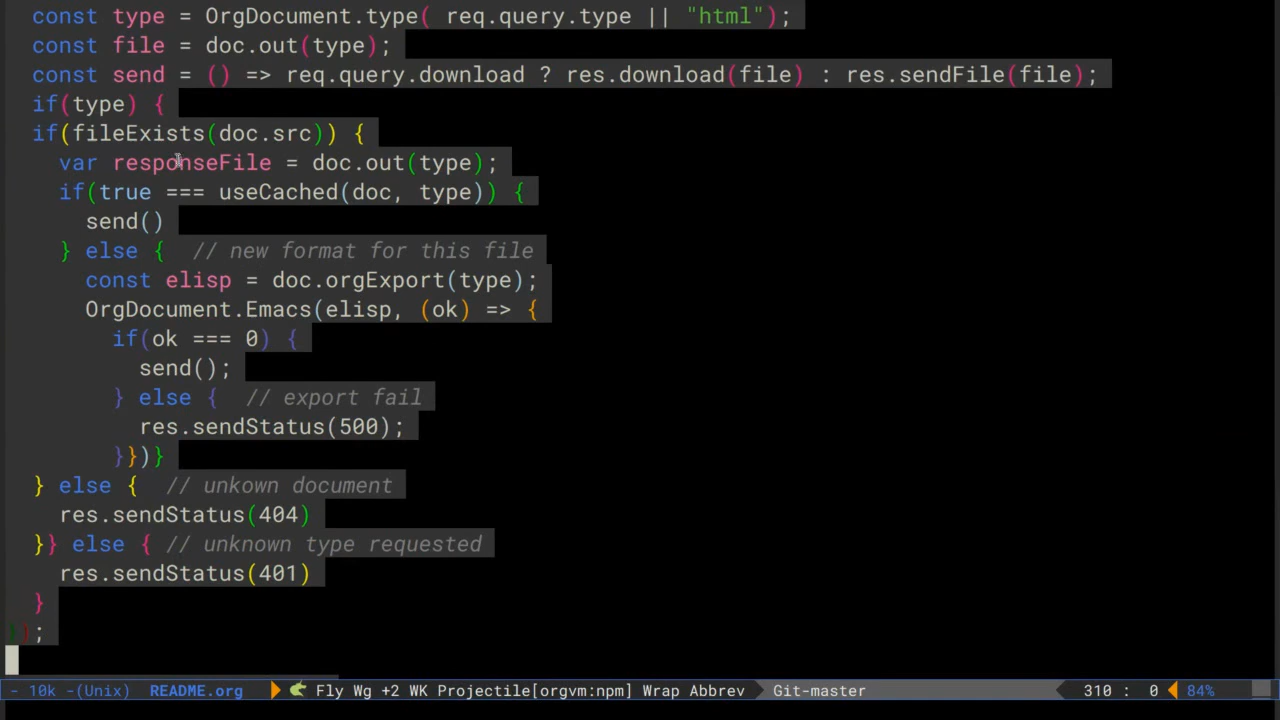 const type = OrgDocument.type( req.query.type || "html");
const file = doc.out(type);
const send = () => req.query.download ? res.download(file) : res.sendFile(file);
if(type) {
if(fileExists(doc.src)) {
var responseFile = doc.out(type);
if(true === useCached(doc, type)) {
send()
} else {  // new format for this file
const elisp = doc.orgExport(type);
OrgDocument.Emacs(elisp, (ok) => {
if(ok === 0) {
send();
} else {  // export fail
res.sendStatus(500);
}})}
} else {  // unkown document
res.sendStatus(404)
}} else { // unknown type requested
res.sendStatus(401)
}
});
- 10k -(Unix) README.org Fly Wg +2 WK Projectile[orgvm:npm] Wrap Abbrev Git-master 310 : 0 84%